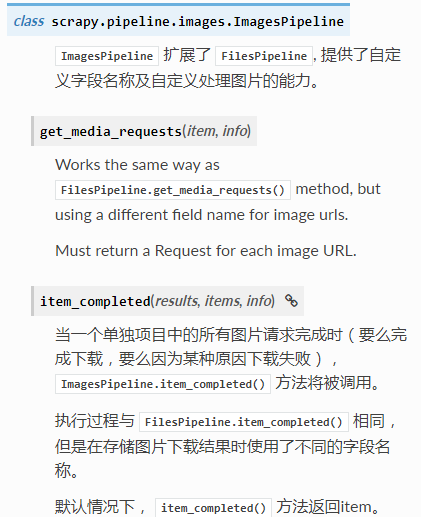 class scrapy.pipeline.images.ImagesPipeline
ImagesPipeline 扩展了 FilesPipeline, 提供了自定
义字段名称及自定义处理图片的能力。
get_media_requests(item, info)
Works the same way as
FilesPipeline.get_media_requests() method, but
using a different field name for image urls.
Must return a Request for each image URL.
item_completed(results, items, info)
当一个单独项目中的所有图片请求完成时（要么完
成下载，要么因为某种原因下载失败），
ImagesPipeline.item_completed() 方法将被调用。
执行过程与 FilesPipeline.item_completed() 相同，
但是在存储图片下载结果时使用了不同的字段名
称。
默认情况下， item_completed() 方法返回item。